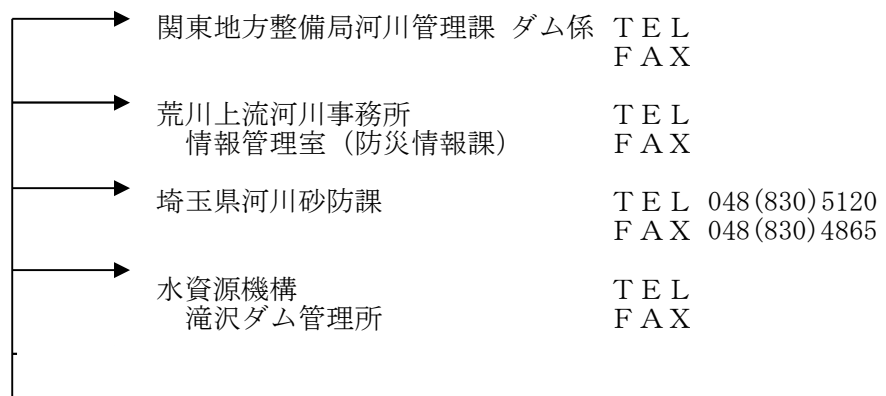 関東地方整備局河川管理課 ダム係 ＴＥＬ
ＦＡＸ
荒川上流河川事務所 ＴＥＬ
情報管理室（防災情報課） ＦＡＸ
埼玉県河川砂防課 ＴＥＬ 048(830)5120
ＦＡＸ 048(830)4865
水資源機構 ＴＥＬ
滝沢ダム管理所 ＦＡＸ